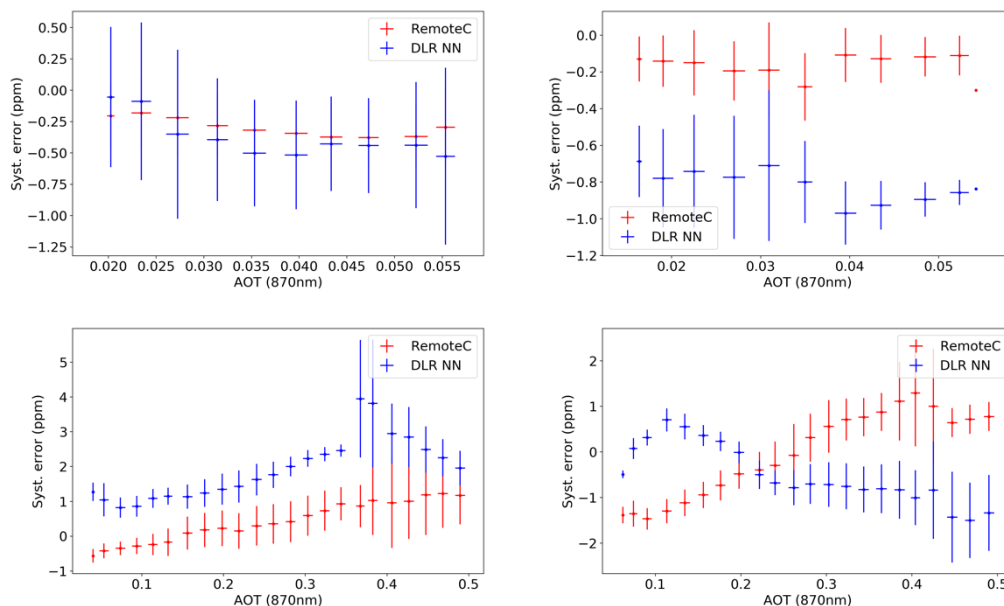 0.50
0.25
0.00
−0.25
−0.50
−0.75
−1.00
−1.25
Syst. error (ppm)
RemoteC
DLR NN
0.020 0.025 0.030 0.035 0.040 0.045 0.050 0.055
AOT (870nm)
0.0
−0.2
−0.4
−0.6
−0.8
−1.0
−1.2
Syst. error (ppm)
RemoteC
DLR NN
0.02 0.03 0.04 0.05
AOT (870nm)
5
4
3
2
1
0
−1
Syst. error (ppm)
RemoteC
DLR NN
0.1 0.2 0.3 0.4 0.5
AOT (870nm)
2
1
0
−1
−2
Syst. error (ppm)
RemoteC
DLR NN
0.1 0.2 0.3 0.4 0.5
AOT (870nm)